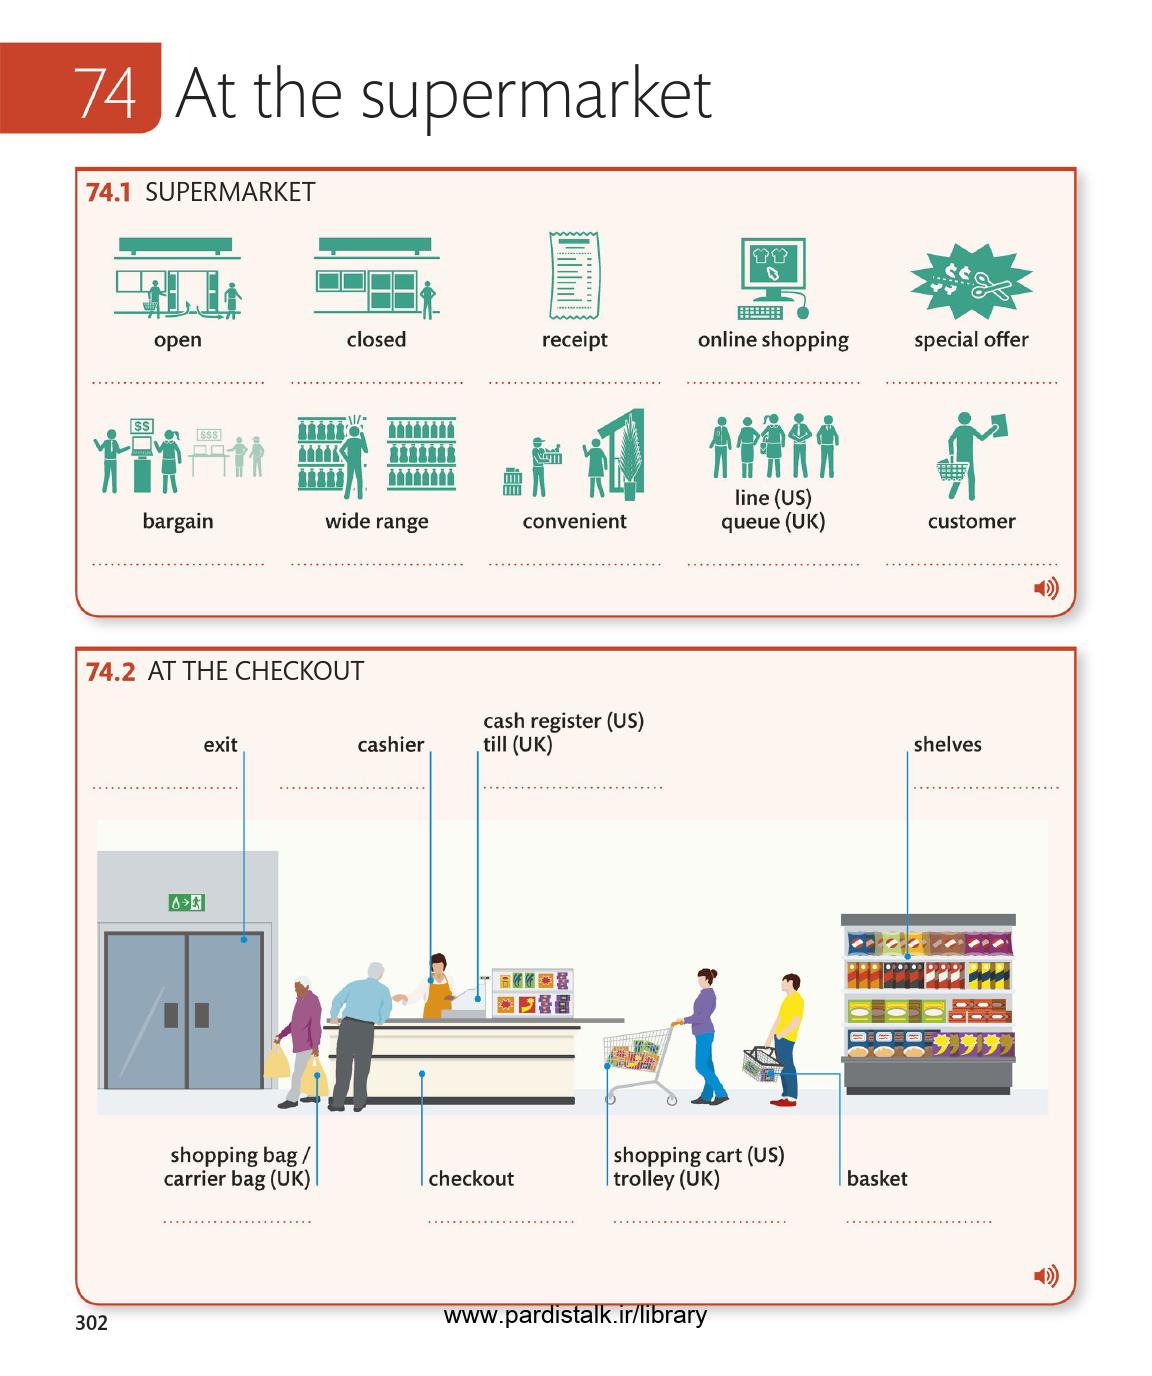 74 At the supermarket
74.1 SUPERMARKET
open
closed
receipt
online shopping
special offer
$$
$$$
bargain
wide range
convenient
line (US)
queue (UK)
customer
74.2 AT THE CHECKOUT
exit
cashier
cash register (US)
till (UK)
shelves
shopping bag /
carrier bag (UK)
checkout
shopping cart (US)
trolley (UK)
basket
302
www.pardistalk.ir/library